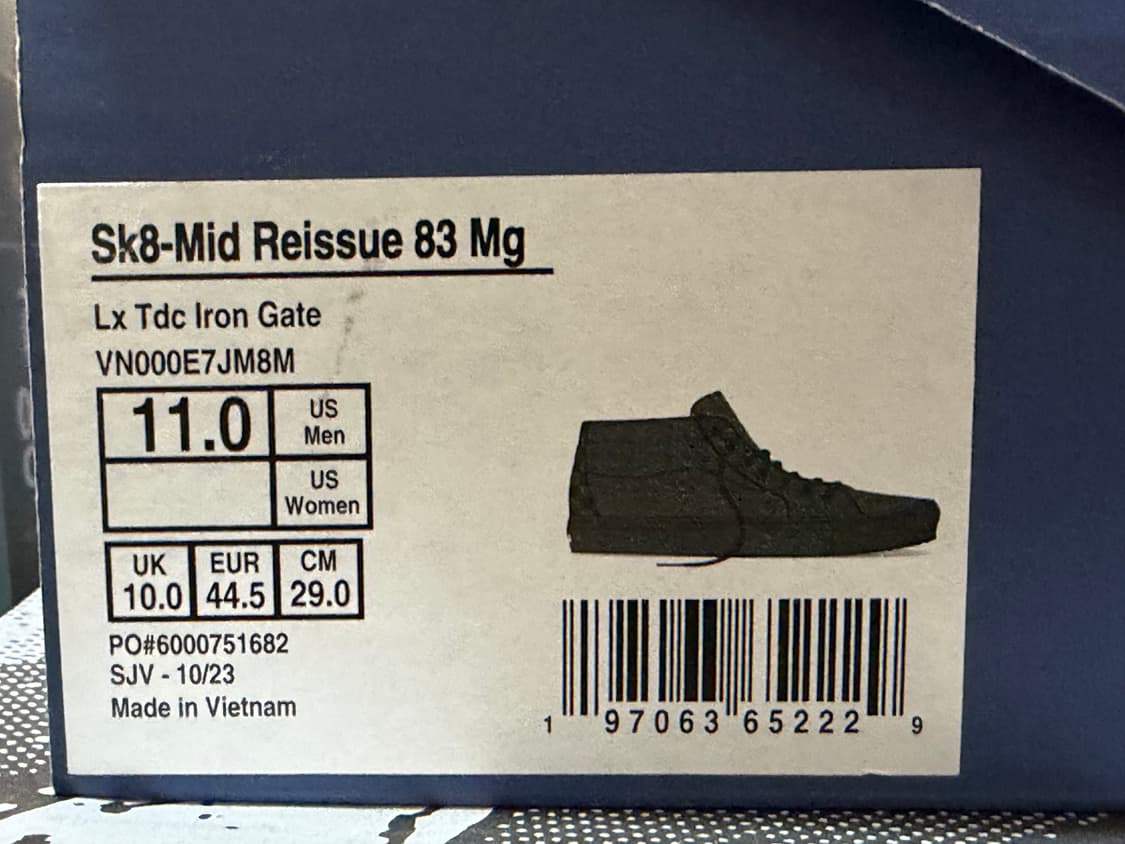 Sk8-Mid Reissue 83 Mg
Lx Tdc Iron Gate
VN000E7JM8M
11.0 US Men
US Women
UK EUR CM
10.0 44.5 29.0
PO#6000751682
SJV - 10/23
Made in Vietnam
1 97063 65222 9